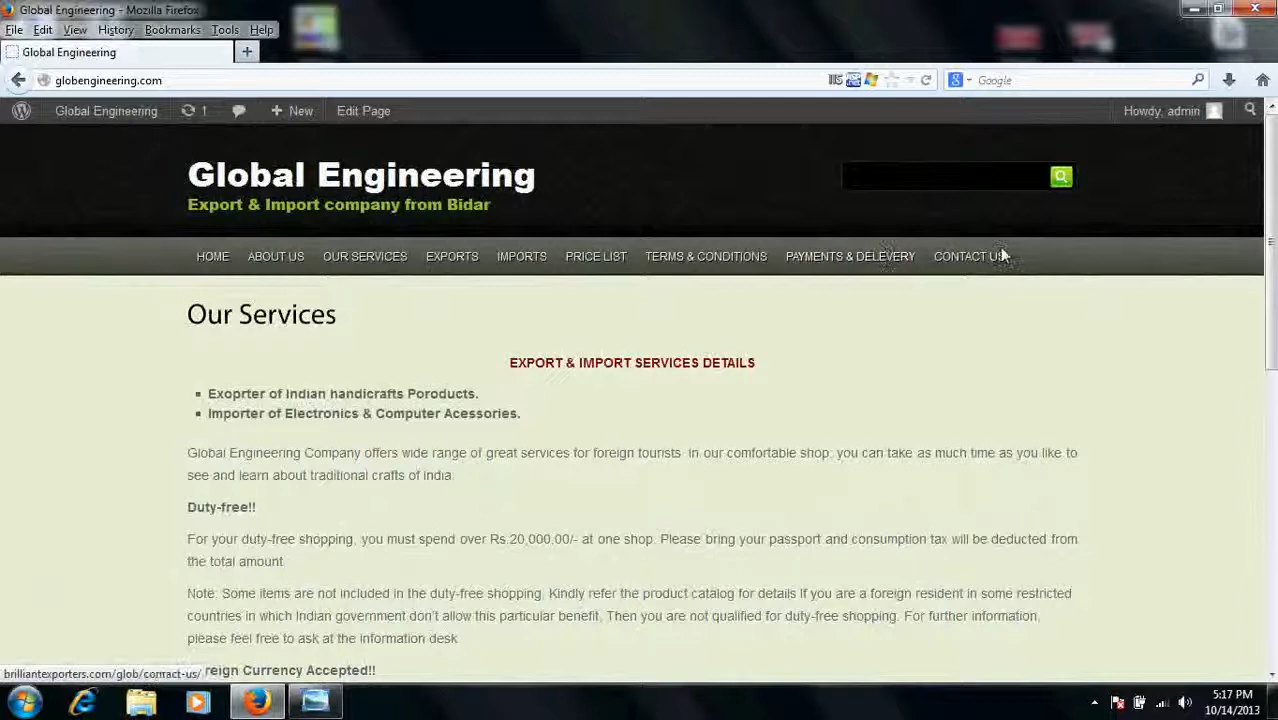 Global Engineering - Mozilla Firefox
File Edit View History Bookmarks Tools Help
Global Engineering
globengineering.com
Google
Global Engineering 1 New Edit Page Howdy, admin
Global Engineering
Export & Import company from Bidar
HOME ABOUT US OUR SERVICES EXPORTS IMPORTS PRICE LIST TERMS & CONDITIONS PAYMENTS & DELEVERY CONTACT US
Our Services
EXPORT & IMPORT SERVICES DETAILS
Exoprter of Indian handicrafts Poroducts.
Importer of Electronics & Computer Acessories.
Global Engineering Company offers wide range of great services for foreign tourists in our comfortable shop, you can take as much time as you like to
see and learn about traditional crafts of india
Duty-free!!
For your duty-free shopping, you must spend over Rs.20,000.00/- at one shop. Please bring your passport and consumption tax will be deducted from
the total amount
Note: Some items are not included in the duty-free shopping. Kindly refer the product catalog for details If you are a foreign resident in some restricted
countries in which Indian government don't allow this particular benefit. Then you are not qualified for duty-free shopping. For further information,
please feel free to ask at the information desk
reign Currency Accepted!!
brilliantexporters.com/glob/contact-us/
5:17 PM
10/14/2013